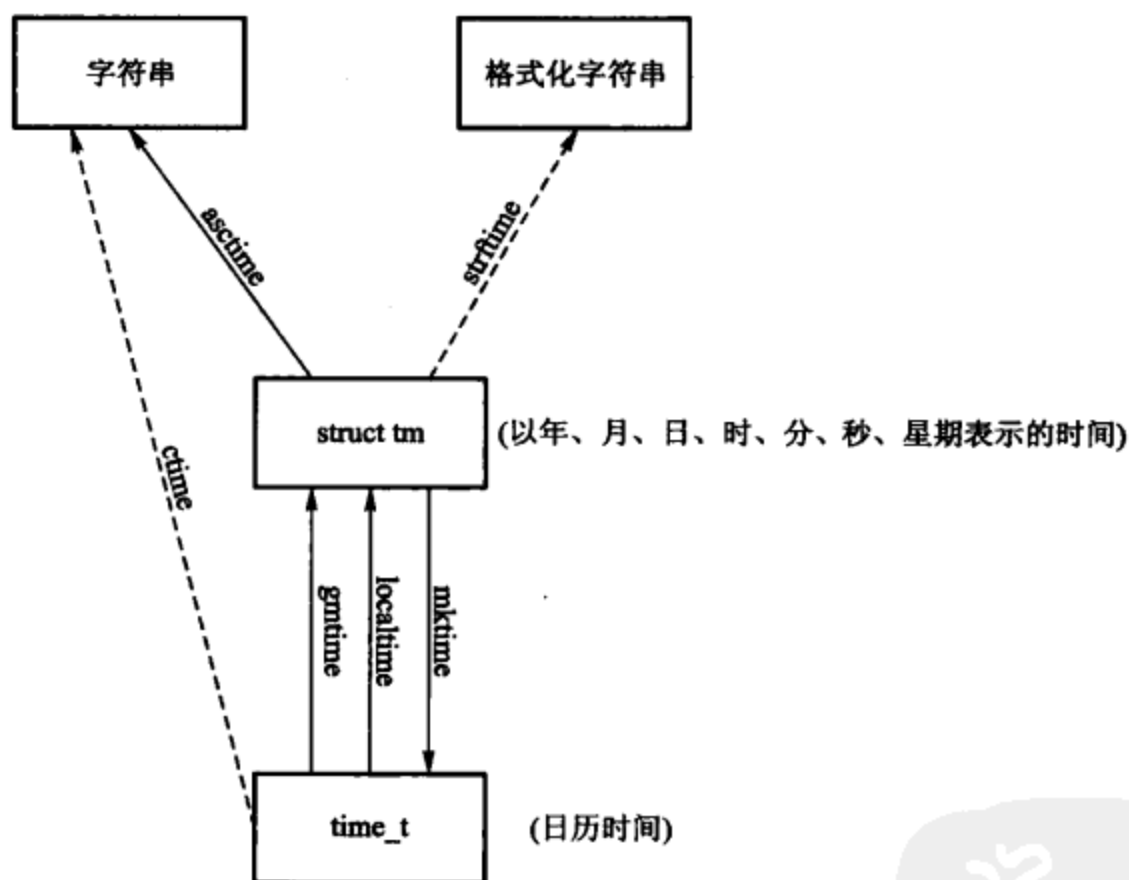 字符串
格式化字符串
asctime
strftime
struct tm
(以年、月、日、时、分、秒、星期表示的时间)
ctime
gmtime
localtime
mktime
time_t
(日历时间)